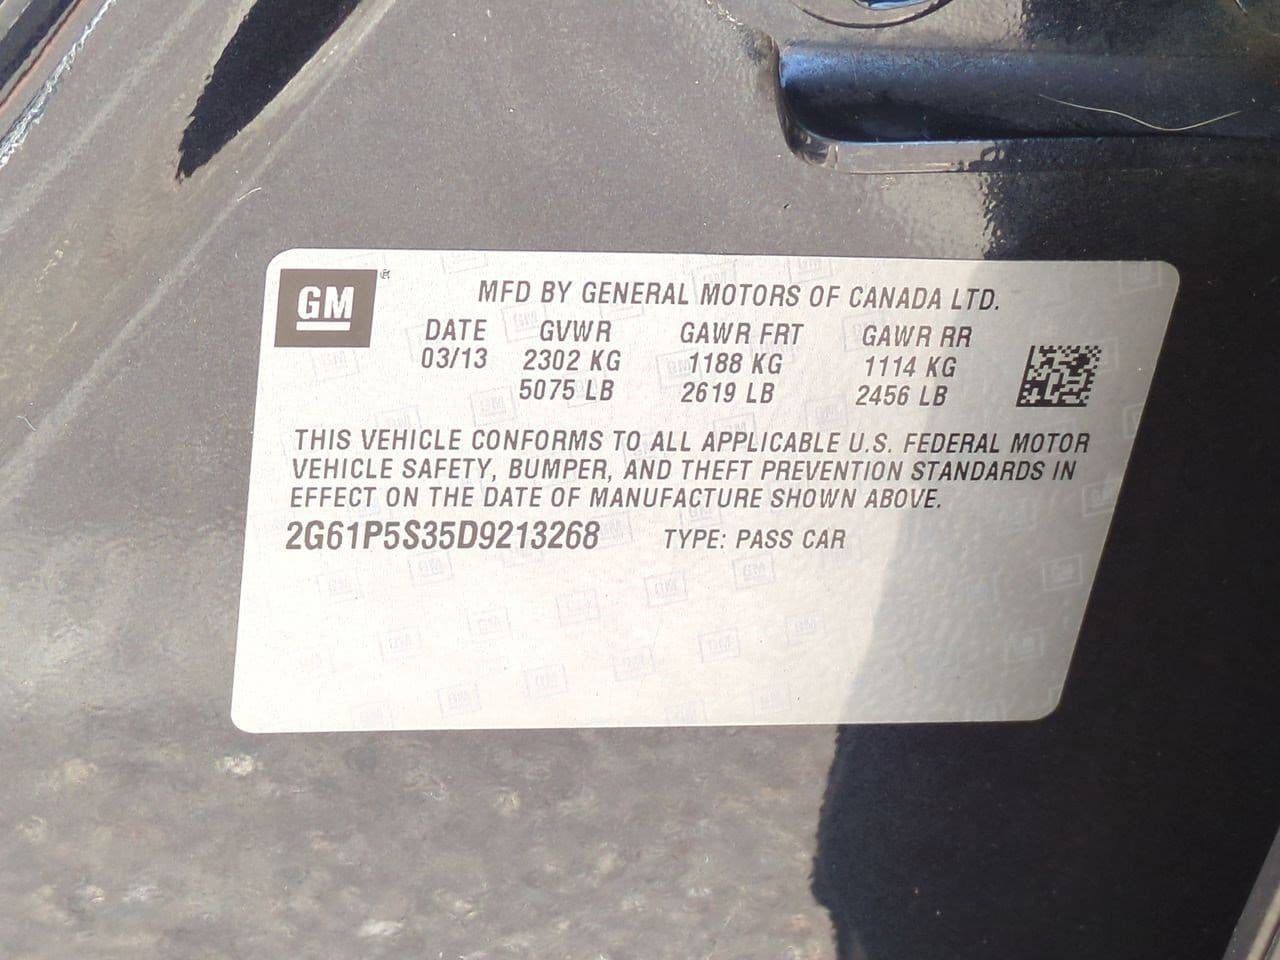 GM
MFD BY GENERAL MOTORS OF CANADA LTD.
DATE GVWR GAWR FRT GAWR RR
03/13 2302 KG 1188 KG 1114 KG
5075 LB 2619 LB 2456 LB
THIS VEHICLE CONFORMS TO ALL APPLICABLE U.S. FEDERAL MOTOR
VEHICLE SAFETY, BUMPER, AND THEFT PREVENTION STANDARDS IN
EFFECT ON THE DATE OF MANUFACTURE SHOWN ABOVE.
2G61P5S35D9213268 TYPE: PASS CAR